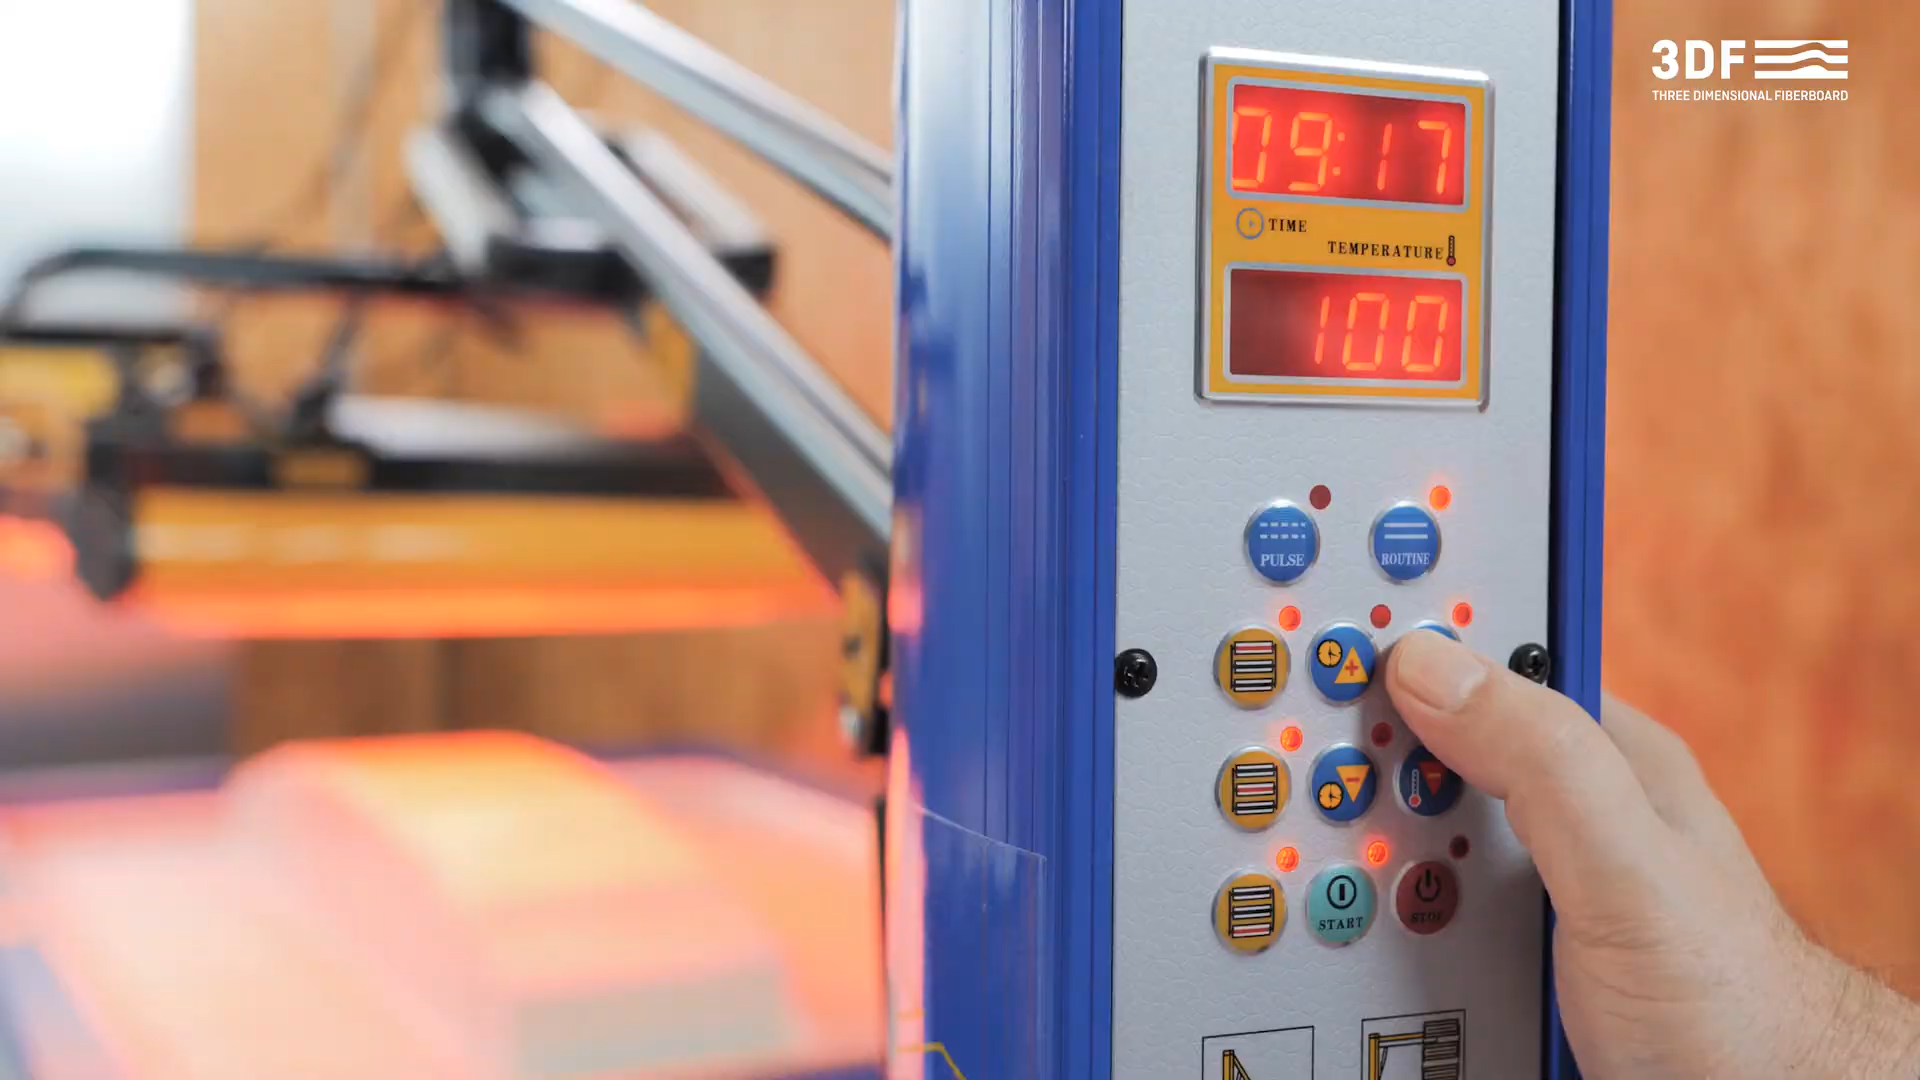 3DF
THREE DIMENSIONAL FIBERBOARD
09:17
TIME
TEMPERATURE
100
PULSE
ROUTINE
START
STOP